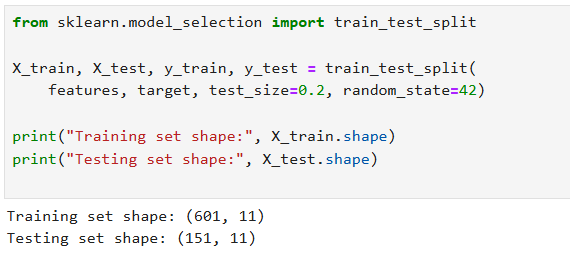 from sklearn.model_selection import train_test_split
X_train, X_test, y_train, y_test = train_test_split(
    features, target, test_size=0.2, random_state=42)
print("Training set shape:", X_train.shape)
print("Testing set shape:", X_test.shape)
Training set shape: (601, 11)
Testing set shape: (151, 11)